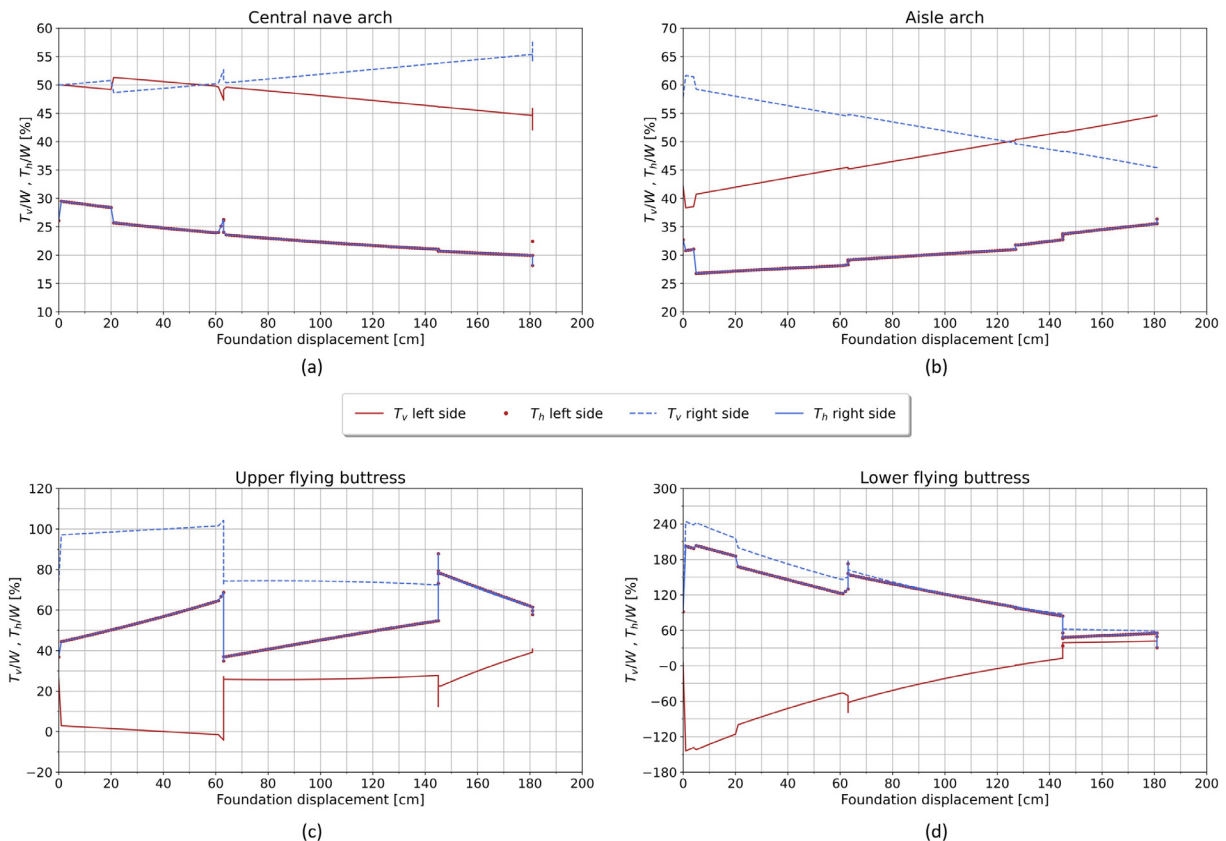 Central nave arch
60
55
50
45
40
35
30
25
20
15
10
T_v/W , T_h/W [%]
0 20 40 60 80 100 120 140 160 180 200
Foundation displacement [cm]
(a)
Aisle arch
70
65
60
55
50
45
40
35
30
25
20
T_v/W , T_h/W [%]
0 20 40 60 80 100 120 140 160 180 200
Foundation displacement [cm]
(b)
T_v left side T_h left side T_v right side T_h right side
Upper flying buttress
120
100
80
60
40
20
0
−20
T_v/W , T_h/W [%]
0 20 40 60 80 100 120 140 160 180 200
Foundation displacement [cm]
(c)
Lower flying buttress
300
240
180
120
60
−0
−60
−120
−180
T_v/W , T_h/W [%]
0 20 40 60 80 100 120 140 160 180 200
Foundation displacement [cm]
(d)